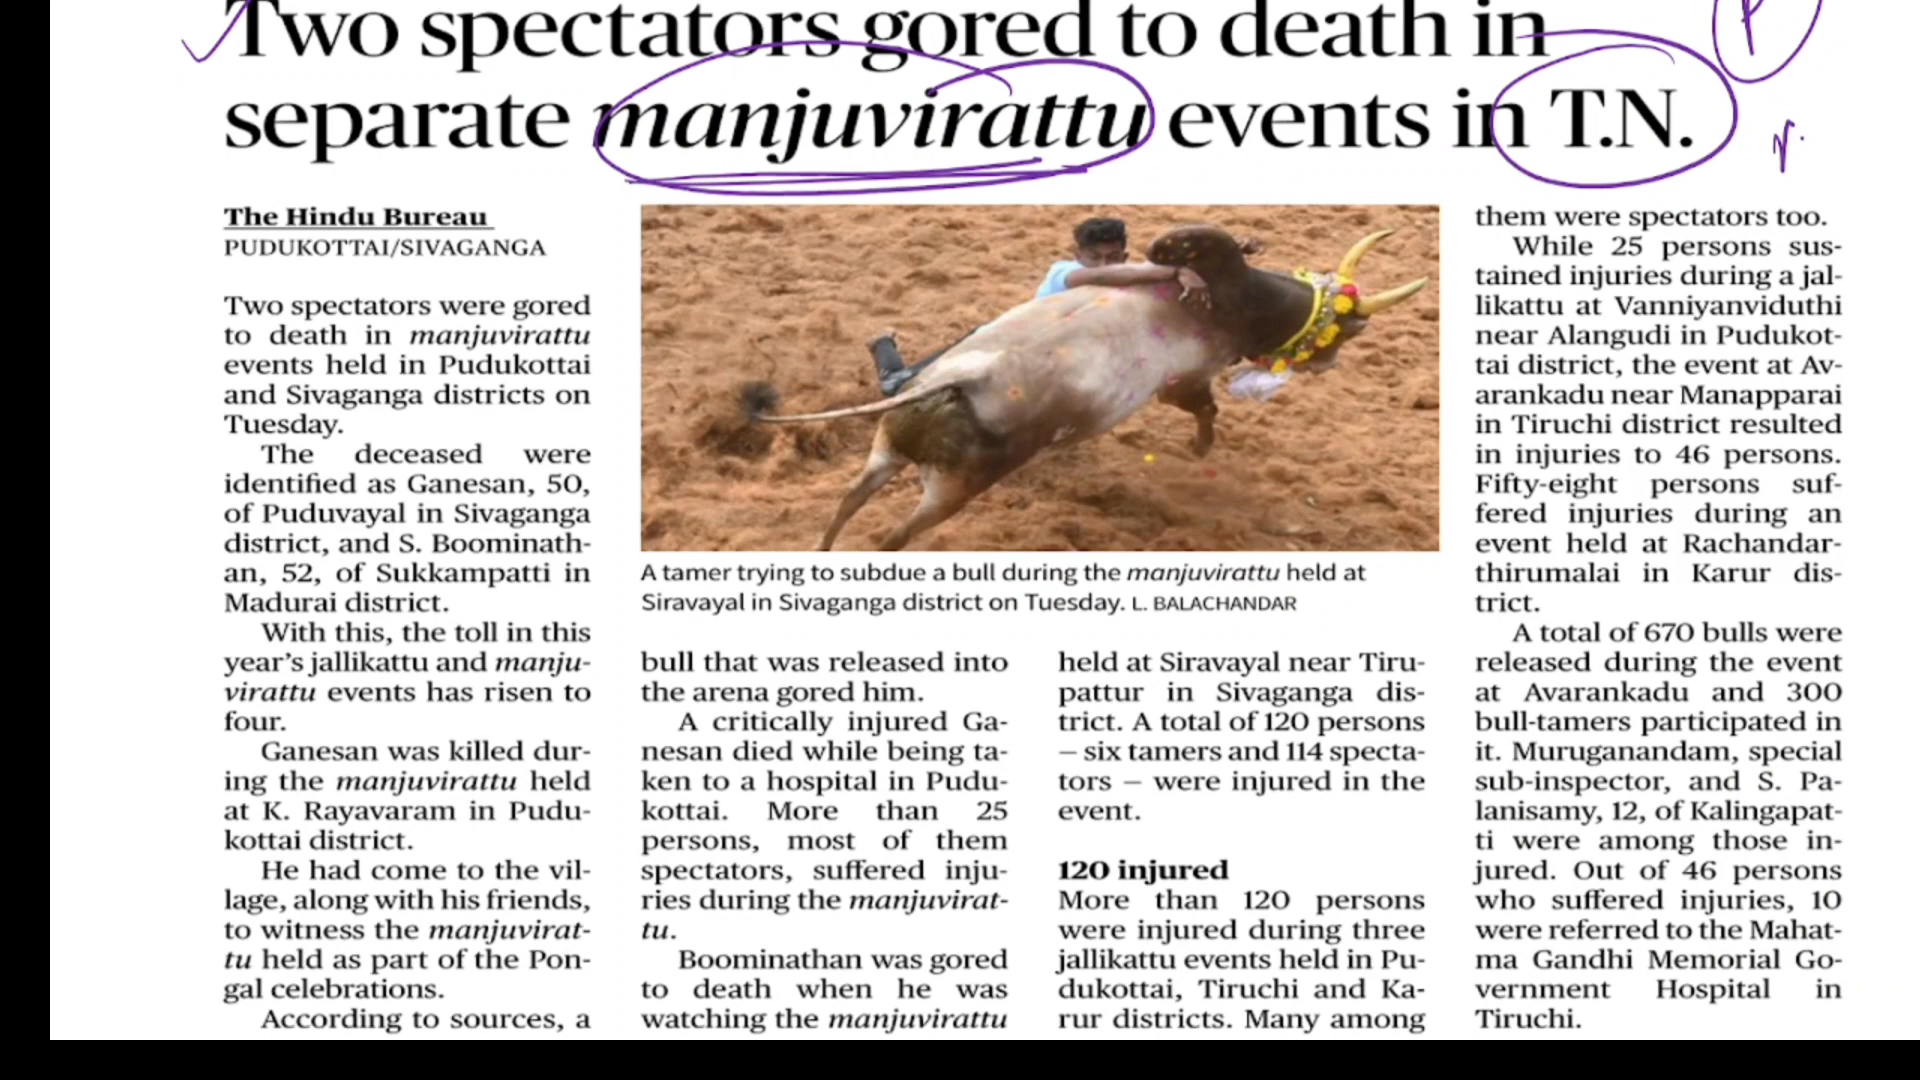 Two spectators gored to death in
separate manjuvirattu events in T.N.
The Hindu Bureau
PUDUKOTTAI/SIVAGANGA
Two spectators were gored
to death in manjuvirattu
events held in Pudukottai
and Sivaganga districts on
Tuesday.
The deceased were
identified as Ganesan, 50,
of Puduvayal in Sivaganga
district, and S. Boominath-
an, 52, of Sukkampatti in
Madurai district.
With this, the toll in this
year's jallikattu and manju-
virattu events has risen to
four.
Ganesan was killed dur-
ing the manjuvirattu held
at K. Rayavaram in Pudu-
kottai district.
He had come to the vil-
lage, along with his friends,
to witness the manjuvirat-
tu held as part of the Pon-
gal celebrations.
According to sources, a
A tamer trying to subdue a bull during the manjuvirattu held at
Siravayal in Sivaganga district on Tuesday. L. BALACHANDAR
bull that was released into
the arena gored him.
A critically injured Ga-
nesan died while being ta-
ken to a hospital in Pudu-
kottai. More than 25
persons, most of them
spectators, suffered inju-
ries during the manjuvirat-
tu.
Boominathan was gored
to death when he was
watching the manjuvirattu
held at Siravayal near Tiru-
pattur in Sivaganga dis-
trict. A total of 120 persons
– six tamers and 114 specta-
tors – were injured in the
event.
120 injured
More than 120 persons
were injured during three
jallikattu events held in Pu-
dukottai, Tiruchi and Ka-
rur districts. Many among
them were spectators too.
While 25 persons sus-
tained injuries during a jal-
likattu at Vanniyanviduthi
near Alangudi in Pudukot-
tai district, the event at Av-
arankadu near Manapparai
in Tiruchi district resulted
in injuries to 46 persons.
Fifty-eight persons suf-
fered injuries during an
event held at Rachandar-
thirumalai in Karur dis-
trict.
A total of 670 bulls were
released during the event
at Avarankadu and 300
bull-tamers participated in
it. Muruganandam, special
sub-inspector, and S. Pa-
lanisamy, 12, of Kalingapat-
ti were among those in-
jured. Out of 46 persons
who suffered injuries, 10
were referred to the Mahat-
ma Gandhi Memorial Go-
vernment Hospital in
Tiruchi.